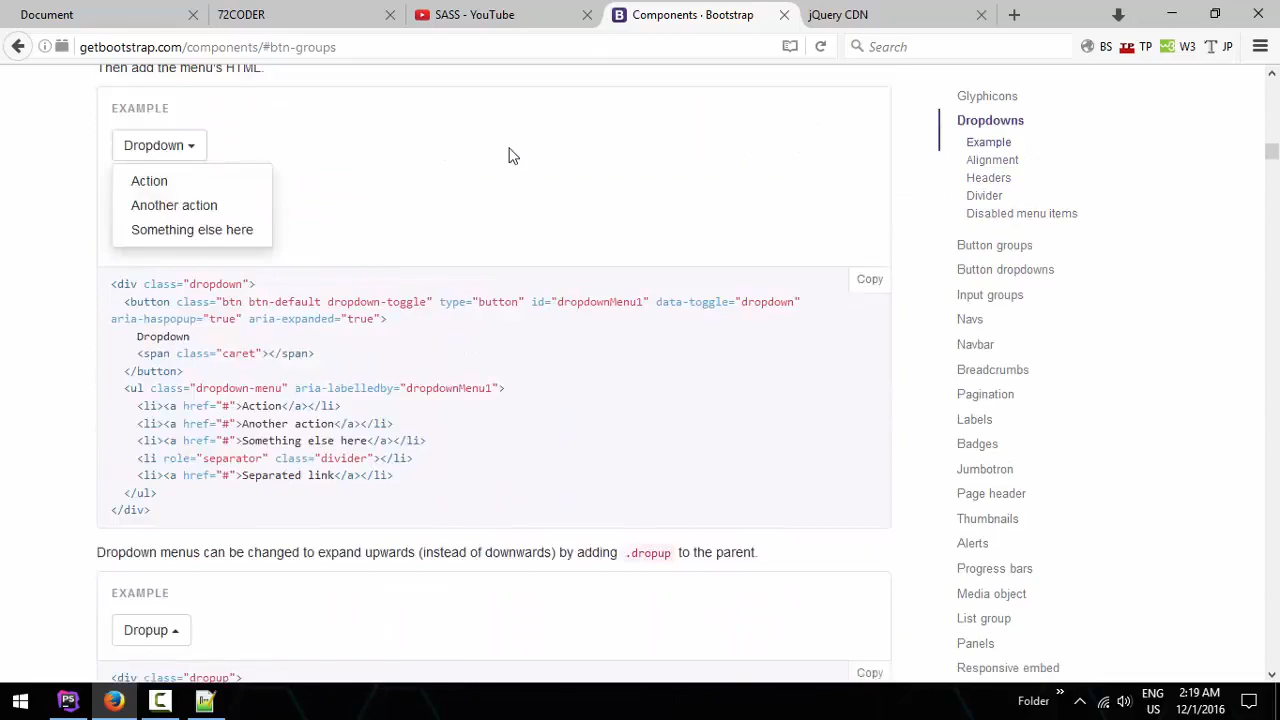 Document
72CODER
SASS - YouTube
Components · Bootstrap
jQuery CDN
getbootstrap.com/components/#btn-groups
Search
BS
TP
W3
JP
Then add the menu's HTML.
EXAMPLE
Dropdown
Action
Another action
Something else here
Copy
<div class="dropdown">
<button class="btn btn-default dropdown-toggle" type="button" id="dropdownMenu1" data-toggle="dropdown"
aria-haspopup="true" aria-expanded="true">
Dropdown
<span class="caret"></span>
</button>
<ul class="dropdown-menu" aria-labelledby="dropdownMenu1">
<li><a href="#">Action</a></li>
<li><a href="#">Another action</a></li>
<li><a href="#">Something else here</a></li>
<li role="separator" class="divider"></li>
<li><a href="#">Separated link</a></li>
</ul>
</div>
Dropdown menus can be changed to expand upwards (instead of downwards) by adding .dropup to the parent.
EXAMPLE
Dropup
Copy
<div class="dropup">
Glyphicons
Dropdowns
Example
Alignment
Headers
Divider
Disabled menu items
Button groups
Button dropdowns
Input groups
Navs
Navbar
Breadcrumbs
Pagination
Labels
Badges
Jumbotron
Page header
Thumbnails
Alerts
Progress bars
Media object
List group
Panels
Responsive embed
Folder
ENG
US
2:19 AM
12/1/2016